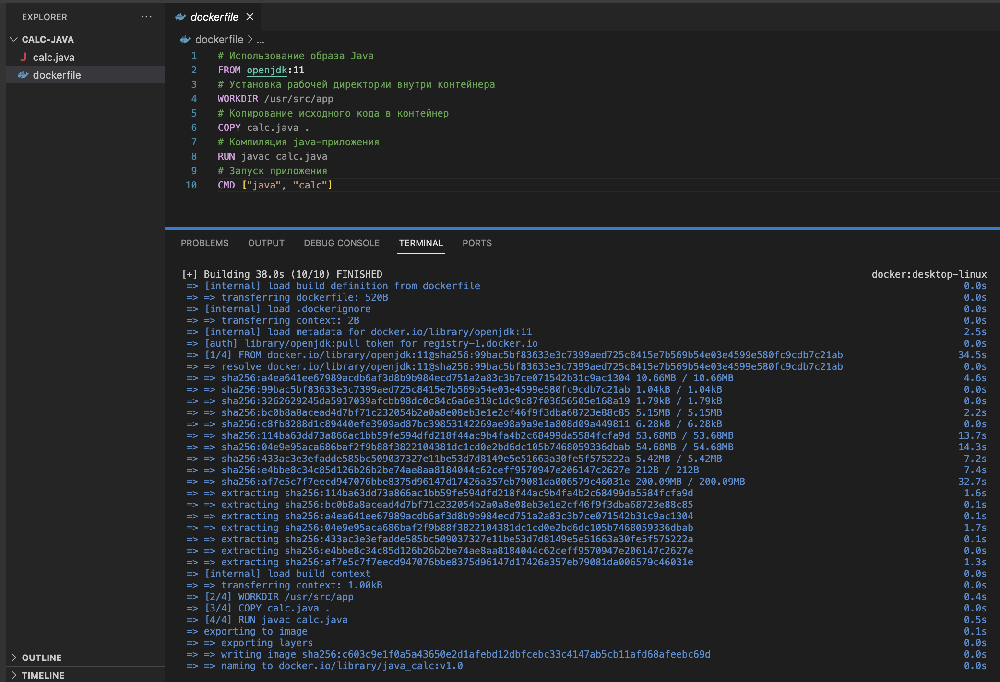 EXPLORER
CALC-JAVA
calc.java
dockerfile
OUTLINE
TIMELINE
dockerfile
dockerfile > ...
1 # Использование образа Java
2 FROM openjdk:11
3 # Установка рабочей директории внутри контейнера
4 WORKDIR /usr/src/app
5 # Копирование исходного кода в контейнер
6 COPY calc.java .
7 # Компиляция java-приложения
8 RUN javac calc.java
9 # Запуск приложения
10 CMD ["java", "calc"]
PROBLEMS OUTPUT DEBUG CONSOLE TERMINAL PORTS
[+] Building 38.0s (10/10) FINISHED docker:desktop-linux
=> [internal] load build definition from dockerfile 0.0s
=> => transferring dockerfile: 520B 0.0s
=> [internal] load .dockerignore 0.0s
=> => transferring context: 2B 0.0s
=> [internal] load metadata for docker.io/library/openjdk:11 2.5s
=> [auth] library/openjdk:pull token for registry-1.docker.io 0.0s
=> [1/4] FROM docker.io/library/openjdk:11@sha256:99bac5bf83633e3c7399aed725c8415e7b569b54e03e4599e580fc9cdb7c21ab 34.5s
=> => resolve docker.io/library/openjdk:11@sha256:99bac5bf83633e3c7399aed725c8415e7b569b54e03e4599e580fc9cdb7c21ab 0.0s
=> => sha256:a4ea641ee67989acdb6af3d8b9b984ecd751a2a83c3b7ce071542b31c9ac1304 10.66MB / 10.66MB 4.6s
=> => sha256:99bac5bf83633e3c7399aed725c8415e7b569b54e03e4599e580fc9cdb7c21ab 1.04kB / 1.04kB 0.0s
=> => sha256:3262629245da5917039afcbb98dc0c84c6a6e319c1dc9c87f03656505e168a19 1.79kB / 1.79kB 0.0s
=> => sha256:bc0b8a8acead4d7bf71c232054b2a0a8e08eb3e1e2cf46f9f3dba68723e88c85 5.15MB / 5.15MB 2.2s
=> => sha256:c8fb8288d1c89440efe3909ad87bc39853142269ae98a9a9e1a808d09a449811 6.28kB / 6.28kB 0.0s
=> => sha256:114ba63dd73a866ac1bb59fe594dfd218f44ac9b4fa4b2c68499da5584fcfa9d 53.68MB / 53.68MB 13.7s
=> => sha256:04e9e95aca686baf2f9b88f3822104381dc1cd0e2bd6dc105b7468059336dbab 54.68MB / 54.68MB 14.3s
=> => sha256:433ac3e3efadde585bc509037327e11be53d7d8149e5e51663a30fe5f575222a 5.42MB / 5.42MB 7.2s
=> => sha256:e4bbe8c34c85d126b26b2be74ae8aa8184044c62ceff9570947e206147c2627e 212B / 212B 7.4s
=> => sha256:af7e5c7f7eecd947076bbe8375d96147d17426a357eb79081da006579c46031e 200.09MB / 200.09MB 32.7s
=> => extracting sha256:114ba63dd73a866ac1bb59fe594dfd218f44ac9b4fa4b2c68499da5584fcfa9d 1.6s
=> => extracting sha256:bc0b8a8acead4d7bf71c232054b2a0a8e08eb3e1e2cf46f9f3dba68723e88c85 0.1s
=> => extracting sha256:a4ea641ee67989acdb6af3d8b9b984ecd751a2a83c3b7ce071542b31c9ac1304 0.1s
=> => extracting sha256:04e9e95aca686baf2f9b88f3822104381dc1cd0e2bd6dc105b7468059336dbab 1.7s
=> => extracting sha256:433ac3e3efadde585bc509037327e11be53d7d8149e5e51663a30fe5f575222a 0.1s
=> => extracting sha256:e4bbe8c34c85d126b26b2be74ae8aa8184044c62ceff9570947e206147c2627e 0.0s
=> => extracting sha256:af7e5c7f7eecd947076bbe8375d96147d17426a357eb79081da006579c46031e 1.3s
=> [internal] load build context 0.0s
=> => transferring context: 1.00kB 0.0s
=> [2/4] WORKDIR /usr/src/app 0.4s
=> [3/4] COPY calc.java . 0.0s
=> [4/4] RUN javac calc.java 0.5s
=> exporting to image 0.1s
=> => exporting layers 0.0s
=> => writing image sha256:c603c9e1f0a5a43650e2d1afebd12dbfcebc33c4147ab5cb11afd68afeebc69d 0.0s
=> => naming to docker.io/library/java_calc:v1.0 0.0s